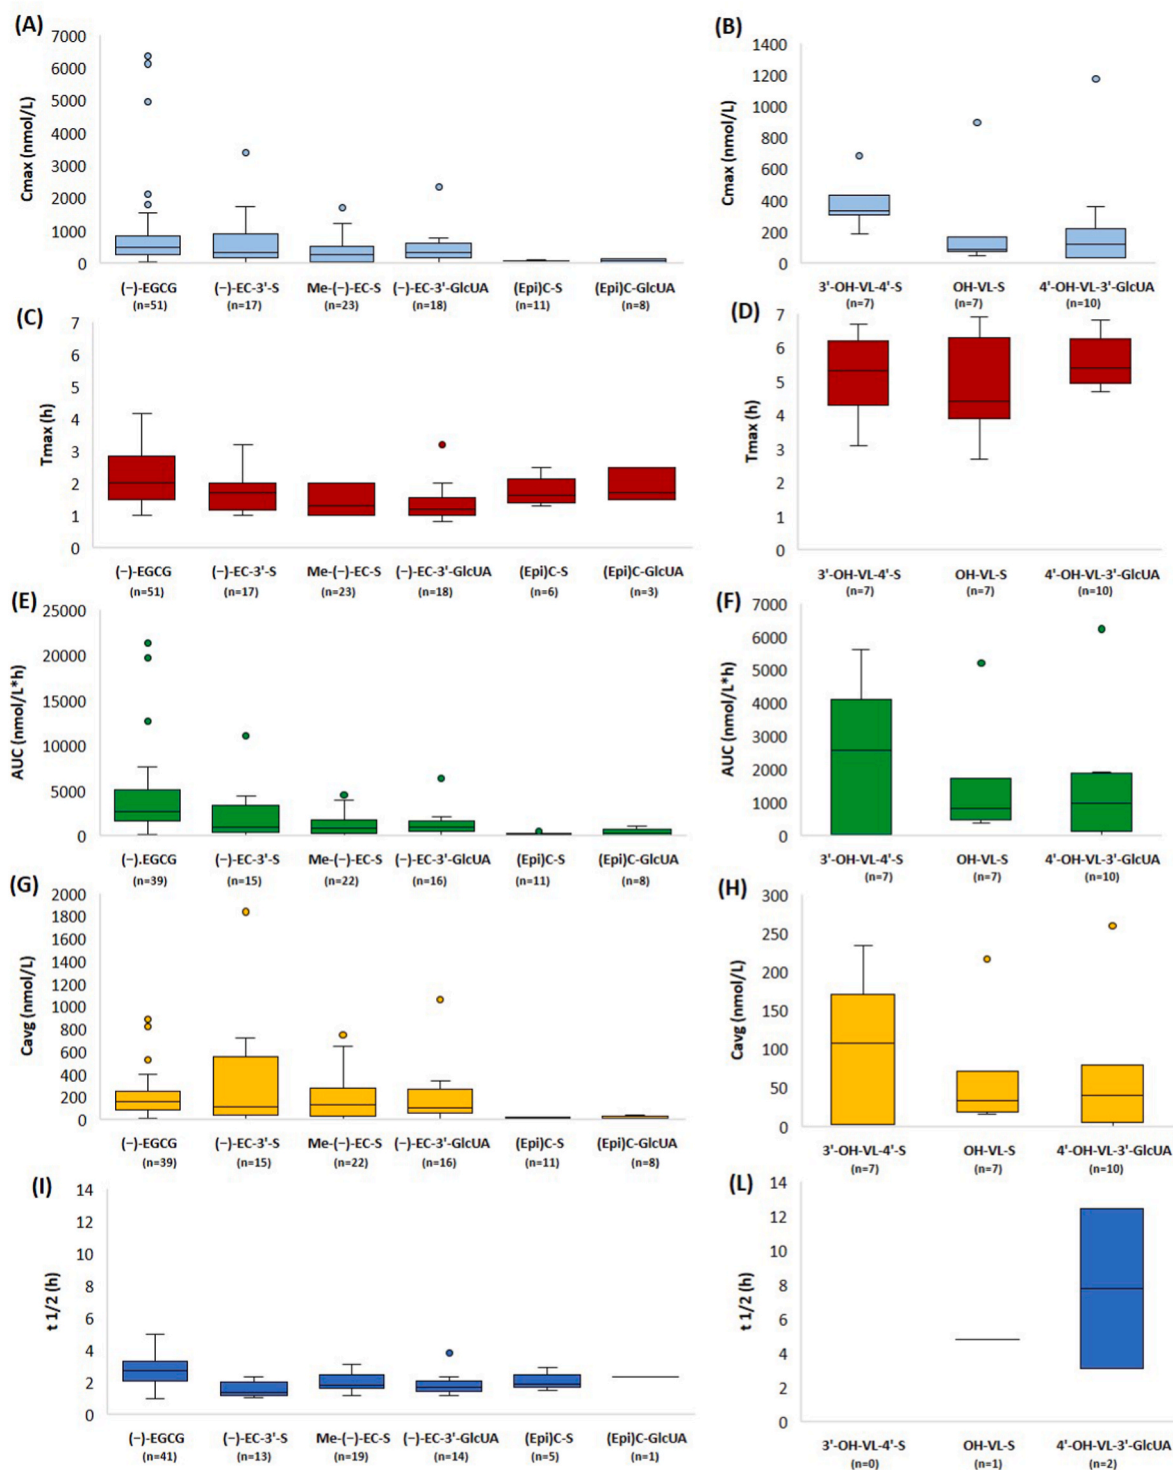 (A)
Cmax (nmol/L)
7000
6000
5000
4000
3000
2000
1000
0
(−)-EGCG (−)-EC-3'-S Me-(−)-EC-S (−)-EC-3'-GlcUA (Epi)C-S (Epi)C-GlcUA
(n=51) (n=17) (n=23) (n=18) (n=11) (n=8)
(B)
Cmax (nmol/L)
1400
1200
1000
800
600
400
200
0
3'-OH-VL-4'-S OH-VL-S 4'-OH-VL-3'-GlcUA
(n=7) (n=7) (n=10)
(C)
Tmax (h)
7
6
5
4
3
2
1
0
(−)-EGCG (−)-EC-3'-S Me-(−)-EC-S (−)-EC-3'-GlcUA (Epi)C-S (Epi)C-GlcUA
(n=51) (n=17) (n=23) (n=18) (n=6) (n=3)
(D)
Tmax (h)
7
6
5
4
3
2
1
0
3'-OH-VL-4'-S OH-VL-S 4'-OH-VL-3'-GlcUA
(n=7) (n=7) (n=10)
(E)
AUC (nmol/L*h)
25000
20000
15000
10000
5000
0
(−).EGCG (−)-EC-3'-S Me-(−)-EC-S (−)-EC-3'-GlcUA (Epi)C-S (Epi)C-GlcUA
(n=39) (n=15) (n=22) (n=16) (n=11) (n=8)
(F)
AUC (nmol/L*h)
7000
6000
5000
4000
3000
2000
1000
0
3'-OH-VL-4'-S OH-VL-S 4'-OH-VL-3'-GlcUA
(n=7) (n=7) (n=10)
(G)
Cavg (nmol/L)
2000
1800
1600
1400
1200
1000
800
600
400
200
0
(−)-EGCG (−)-EC-3'-S Me-(−)-EC-S (−)-EC-3'-GlcUA (Epi)C-S (Epi)C-GlcUA
(n=39) (n=15) (n=22) (n=16) (n=11) (n=8)
(H)
Cavg (nmol/L)
300
250
200
150
100
50
0
3'-OH-VL-4'-S OH-VL-S 4'-OH-VL-3'-GlcUA
(n=7) (n=7) (n=10)
(I)
t 1/2 (h)
14
12
10
8
6
4
2
0
(−)-EGCG (−)-EC-3'-S Me-(−)-EC-S (−)-EC-3'-GlcUA (Epi)C-S (Epi)C-GlcUA
(n=41) (n=13) (n=19) (n=14) (n=5) (n=1)
(L)
t 1/2 (h)
14
12
10
8
6
4
2
0
3'-OH-VL-4'-S OH-VL-S 4'-OH-VL-3'-GlcUA
(n=0) (n=1) (n=2)